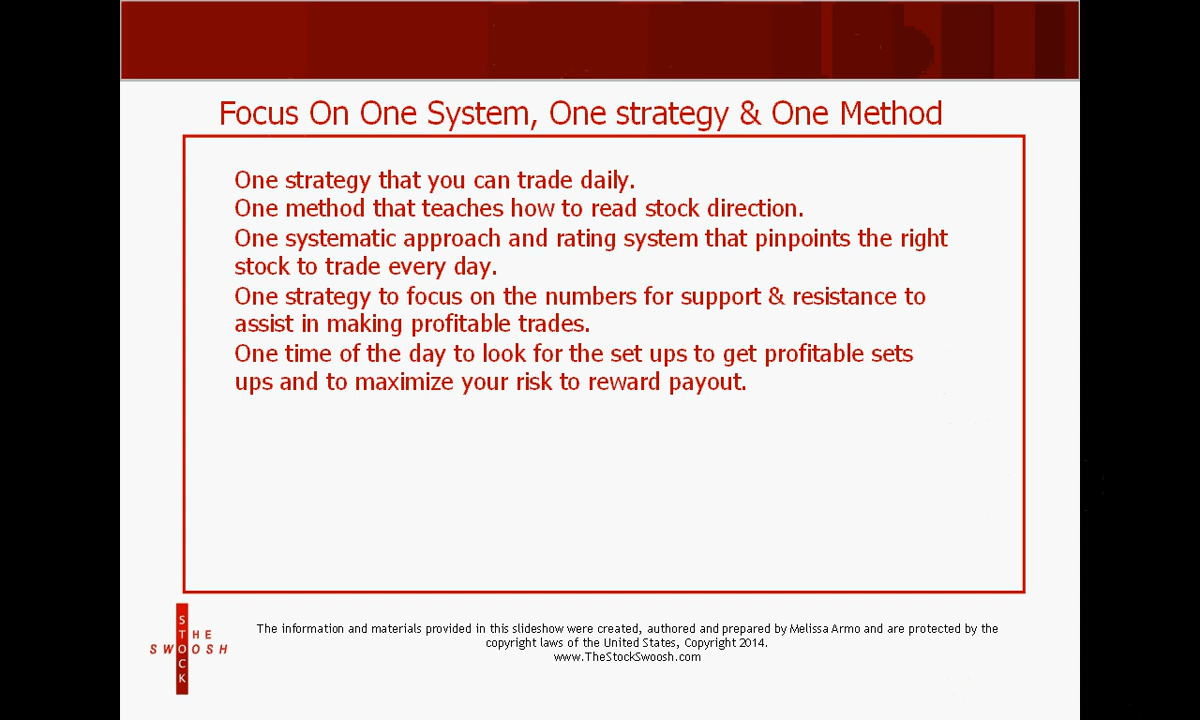 Focus On One System, One strategy & One Method
One strategy that you can trade daily.
One method that teaches how to read stock direction.
One systematic approach and rating system that pinpoints the right
stock to trade every day.
One strategy to focus on the numbers for support & resistance to
assist in making profitable trades.
One time of the day to look for the set ups to get profitable sets
ups and to maximize your risk to reward payout.
THE
STOCK
SWOOSH
The information and materials provided in this slideshow were created, authored and prepared by Melissa Armo and are protected by the
copyright laws of the United States, Copyright 2014.
www.TheStockSwoosh.com